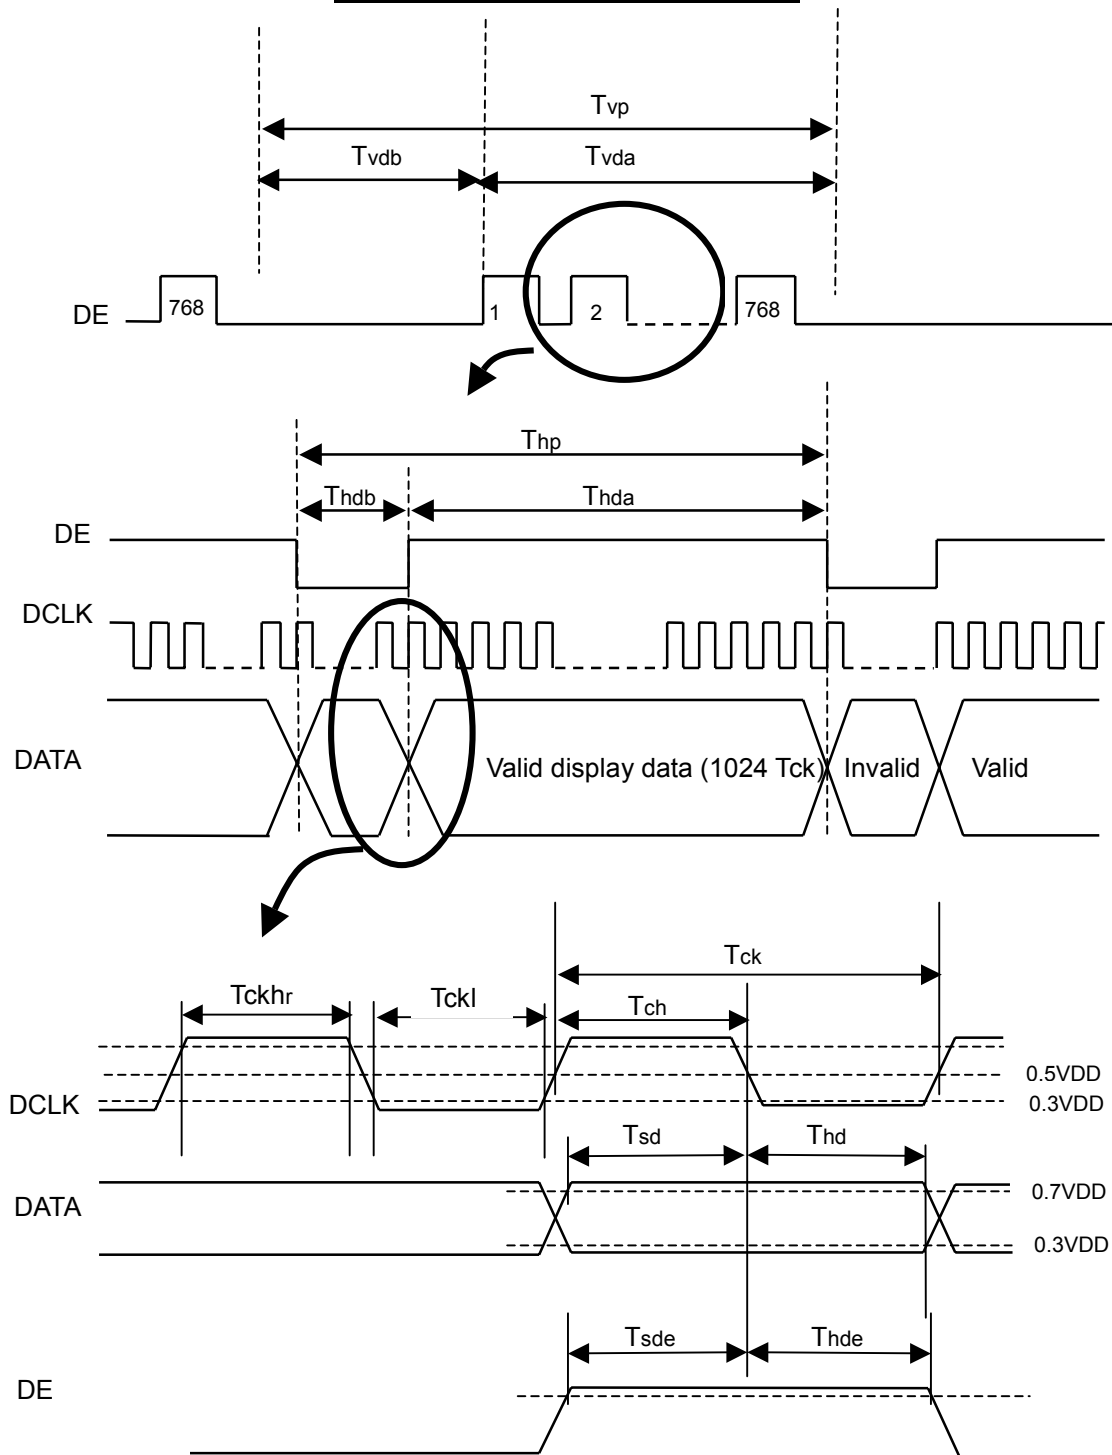 Tvp
Tvdb Tvda
DE 768 1 2 768
Thp
Thdb Thda
DE
DCLK
DATA Valid display data (1024 Tck) Invalid Valid
Tck
Tckhr Tckl Tch
0.5VDD
DCLK 0.3VDD
Tsd Thd
DATA 0.7VDD
0.3VDD
Tsde Thde
DE